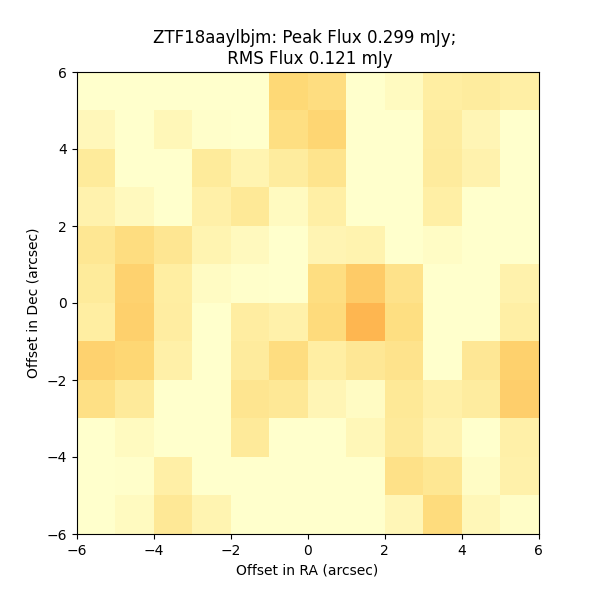 ZTF18aaylbjm: Peak Flux 0.299 mJy;
RMS Flux 0.121 mJy
6
4
2
0
−2
−4
−6
Offset in Dec (arcsec)
−6 −4 −2 0 2 4 6
Offset in RA (arcsec)